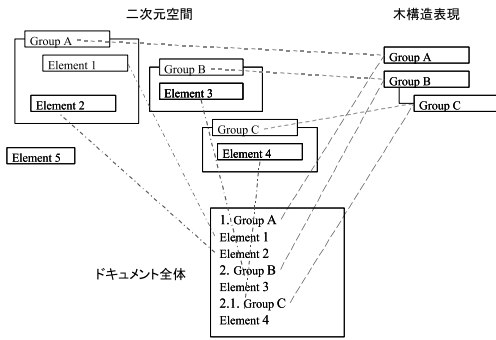 二次元空間
木構造表現
Group A
Element 1
Element 2
Group B
Element 3
Group C
Element 4
Element 5
Group A
Group B
Group C
ドキュメント全体
1. Group A
Element 1
Element 2
2. Group B
Element 3
2.1. Group C
Element 4